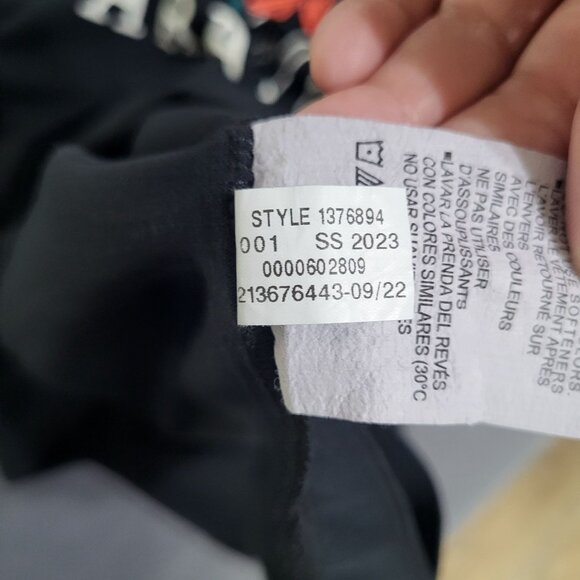 STYLE 1376894
001 SS 2023
0000602809
213676443-09/22
L'ENVERS
AVEC DES COULEURS
SIMILAIRES
NE PAS UTILISER
D'ASSOUPLISSANTS
■LAVAR LA PRENDA DEL REVÉS
CON COLORES SIMILARES (30°C
NO USAR